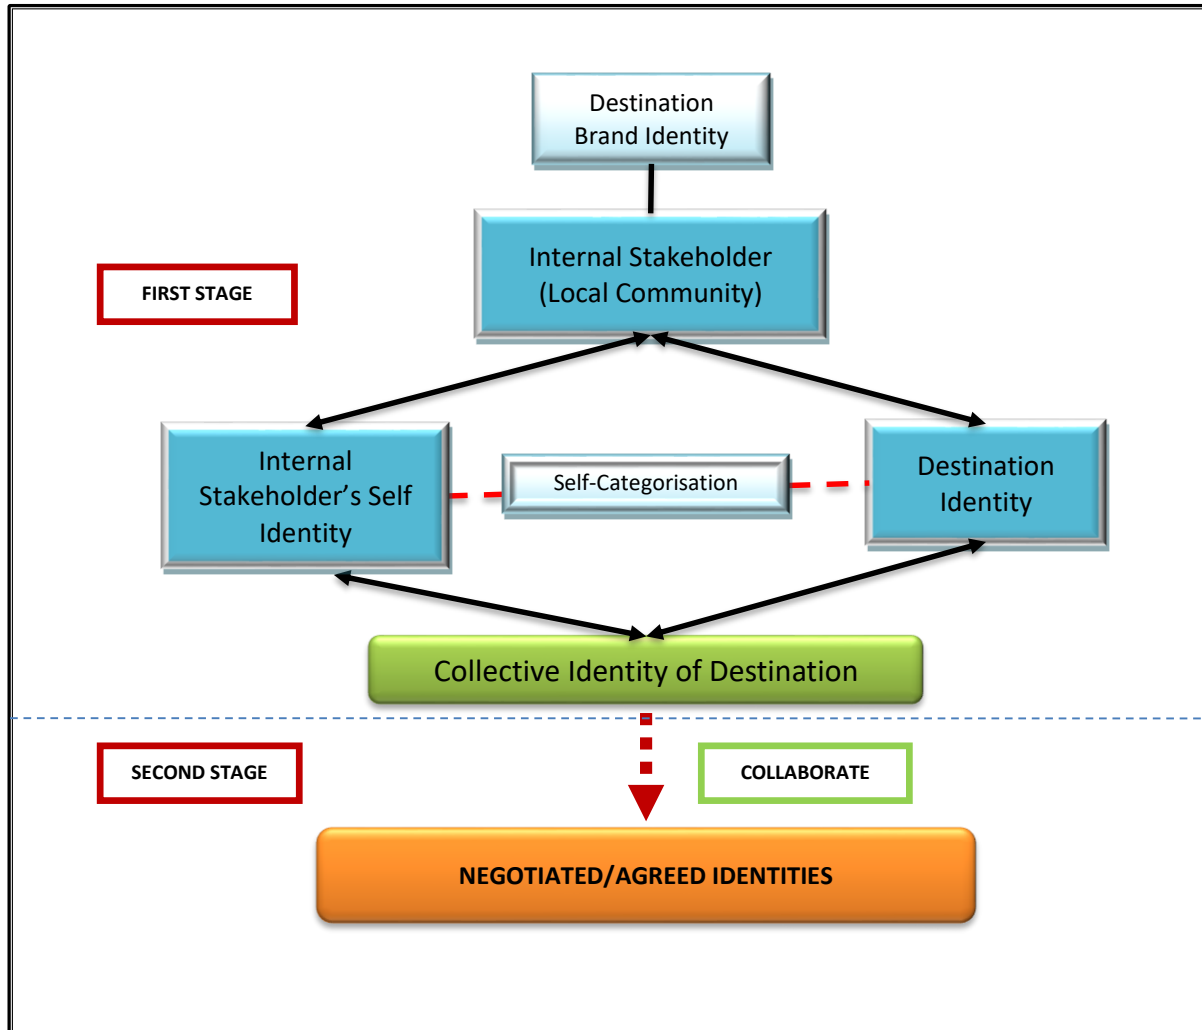 Destination
Brand Identity
Internal Stakeholder
(Local Community)
FIRST STAGE
Internal
Stakeholder’s Self
Identity
Self-Categorisation
Destination
Identity
Collective Identity of Destination
SECOND STAGE
COLLABORATE
NEGOTIATED/AGREED IDENTITIES